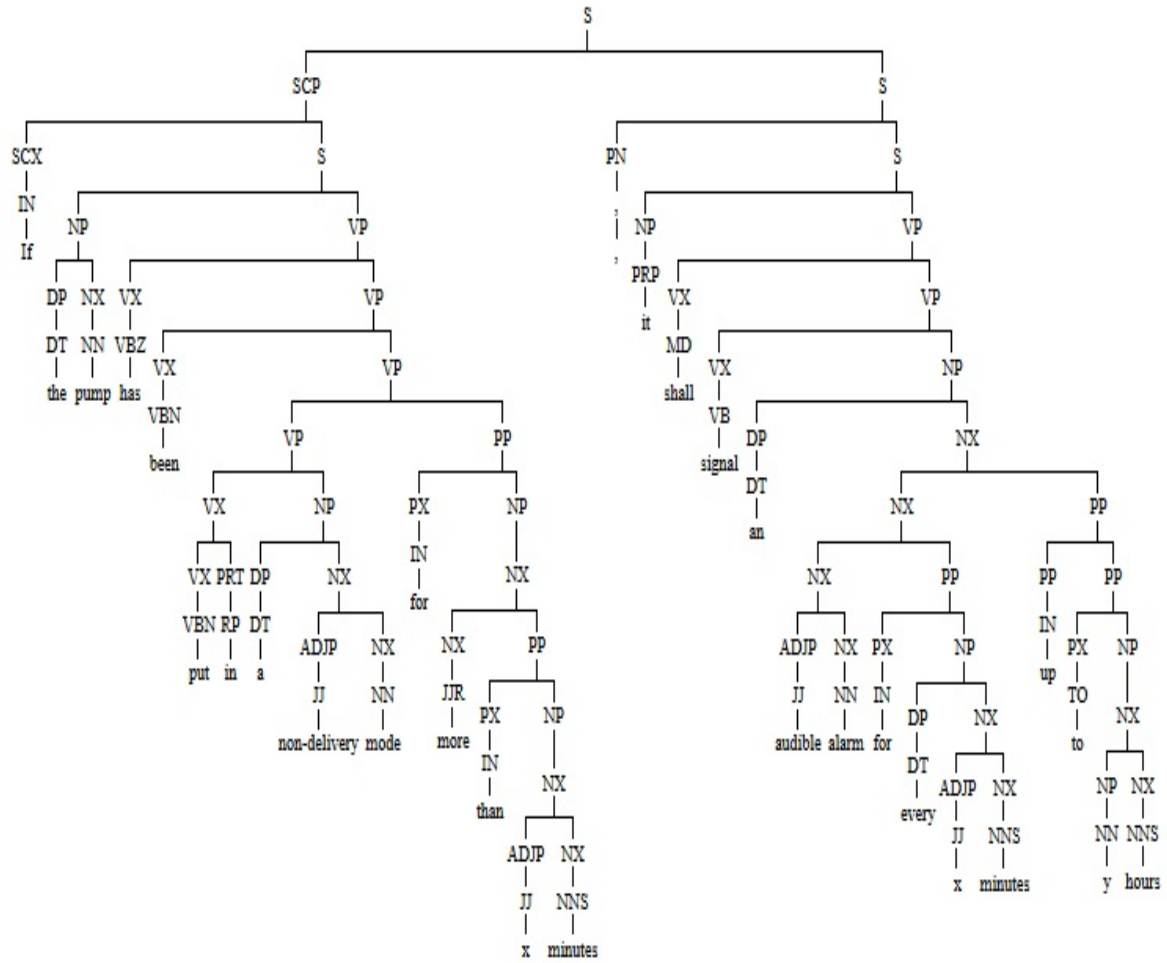 S
SCP S
SCX S PN S
IN NP VP , NP VP
If , PRP
DP NX VX VP it VX VP
DT NN VBZ VX VP MD VX NP
the pump has shall
VBN VP PP VB DP NX
been signal
VX NP PX NP DT NX PP
an
VX PRT DP NX IN NX NX PP PP PP
for
VBN RP DT ADJP NX NX PP ADJP NX PX NP IN PX NP
put in a up
JJ NN JJR PX NP JJ NN IN DP NX TO NX
non-delivery mode more audible alarm for to
IN NX DT ADJP NX NP NX
than every
ADJP NX JJ NNS NN NNS
x minutes y hours
JJ NNS
x minutes